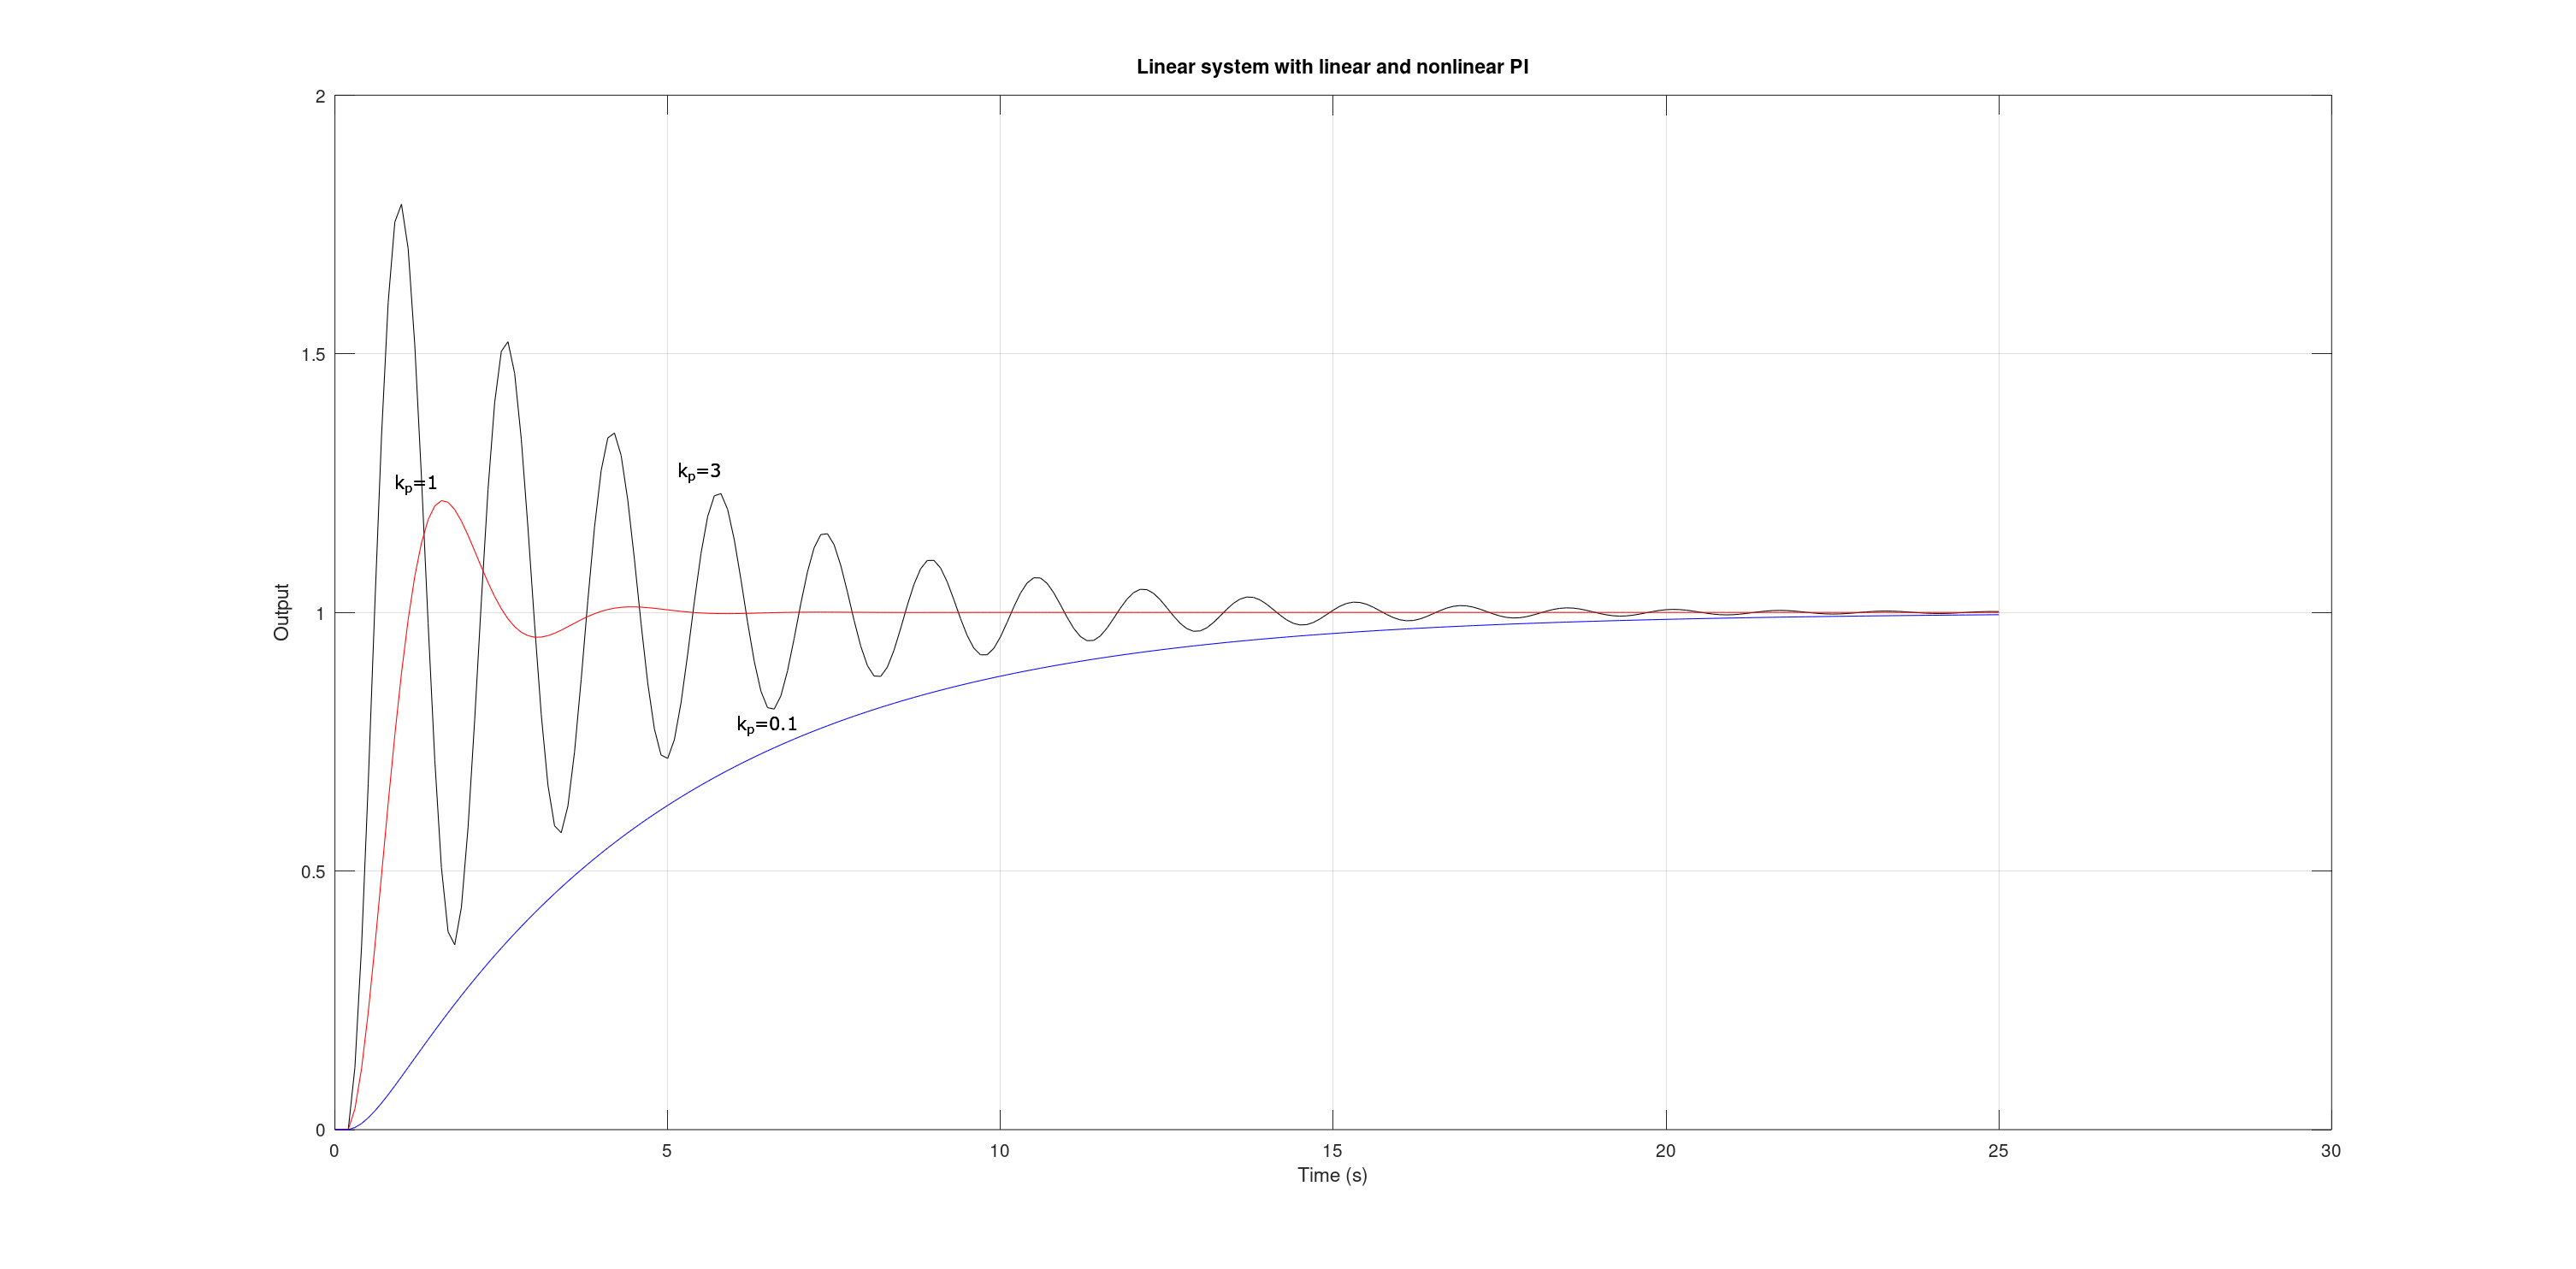 Linear system with linear and nonlinear PI
2
1.5
1
0.5
0
Output
kp=1
kp=3
kp=0.1
0 5 10 15 20 25 30
Time (s)